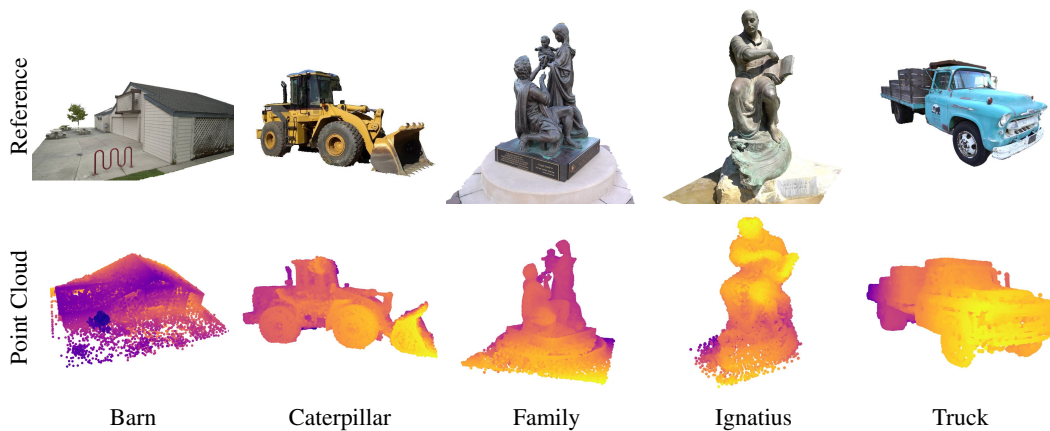 Reference
Point Cloud
Barn
Caterpillar
Family
Ignatius
Truck